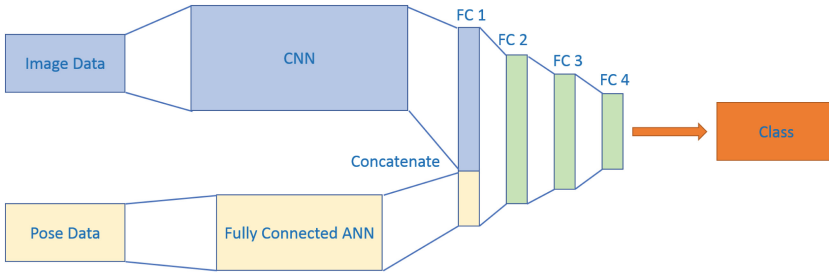 Image Data
CNN
FC 1
FC 2
FC 3
FC 4
Class
Concatenate
Pose Data
Fully Connected ANN